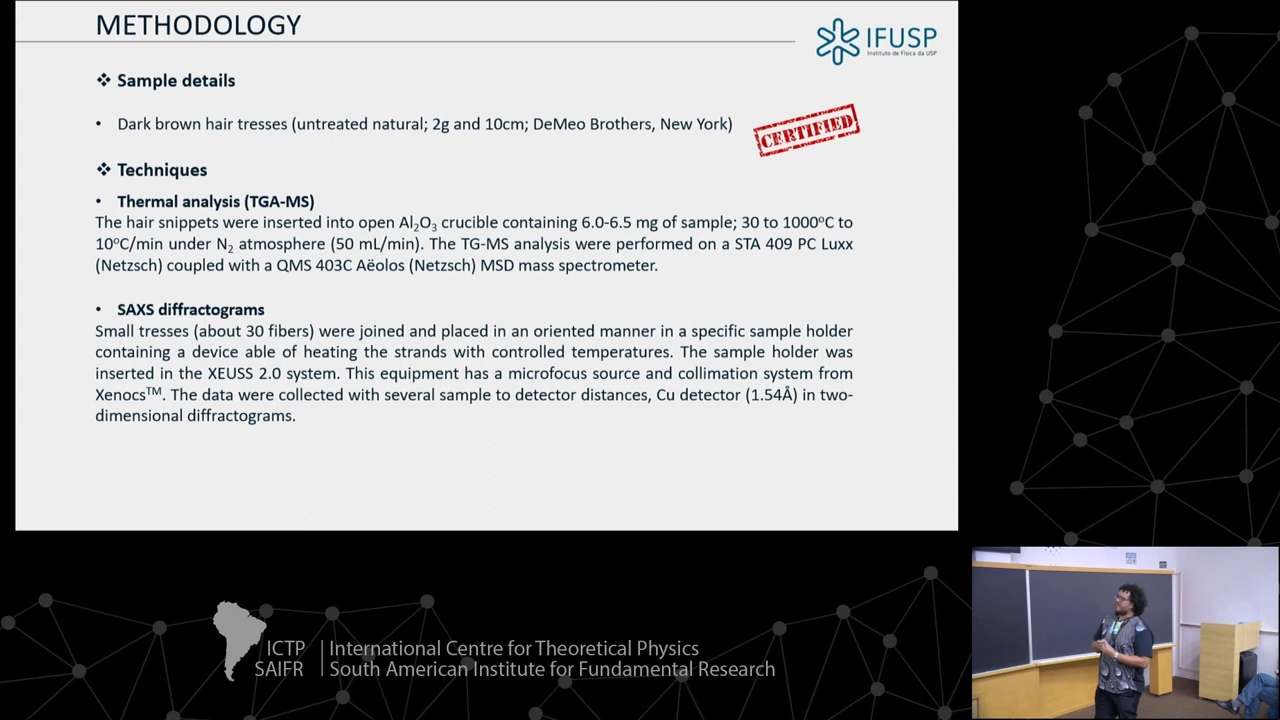 METHODOLOGY
IFUSP
Instituto de Física da USP
❖ Sample details
• Dark brown hair tresses (untreated natural; 2g and 10cm; DeMeo Brothers, New York)
CERTIFIED
❖ Techniques
• Thermal analysis (TGA-MS)
The hair snippets were inserted into open Al₂O₃ crucible containing 6.0-6.5 mg of sample; 30 to 1000ºC to
10ºC/min under N₂ atmosphere (50 mL/min). The TG-MS analysis were performed on a STA 409 PC Luxx
(Netzsch) coupled with a QMS 403C Aëolos (Netzsch) MSD mass spectrometer.
• SAXS diffractograms
Small tresses (about 30 fibers) were joined and placed in an oriented manner in a specific sample holder
containing a device able of heating the strands with controlled temperatures. The sample holder was
inserted in the XEUSS 2.0 system. This equipment has a microfocus source and collimation system from
Xenocs™. The data were collected with several sample to detector distances, Cu detector (1.54Å) in two-
dimensional diffractograms.
ICTP
SAIFR
International Centre for Theoretical Physics
South American Institute for Fundamental Research